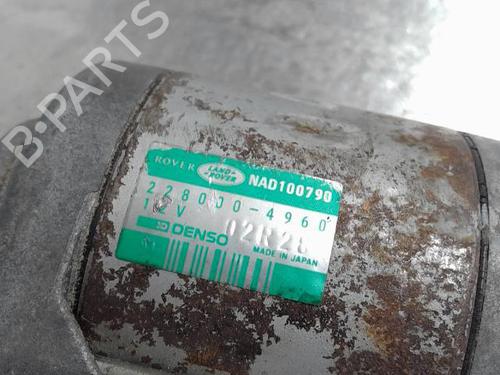 B-PARTS
ROVER LAND ROVER NAD100790
228000-4960
12V 02R28
DENSO MADE IN JAPAN